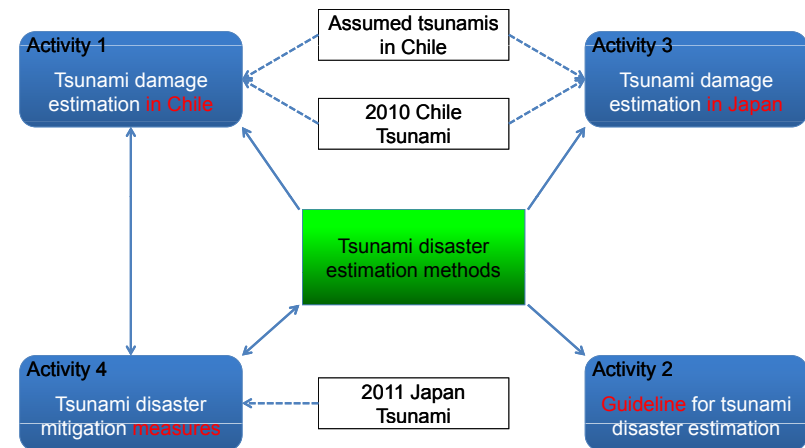 Activity 1
Tsunami damage
estimation in Chile
Assumed tsunamis
in Chile
2010 Chile
Tsunami
Activity 3
Tsunami damage
estimation in Japan
Tsunami disaster
estimation methods
Activity 4
Tsunami disaster
mitigation measures
2011 Japan
Tsunami
Activity 2
Guideline for tsunami
disaster estimation